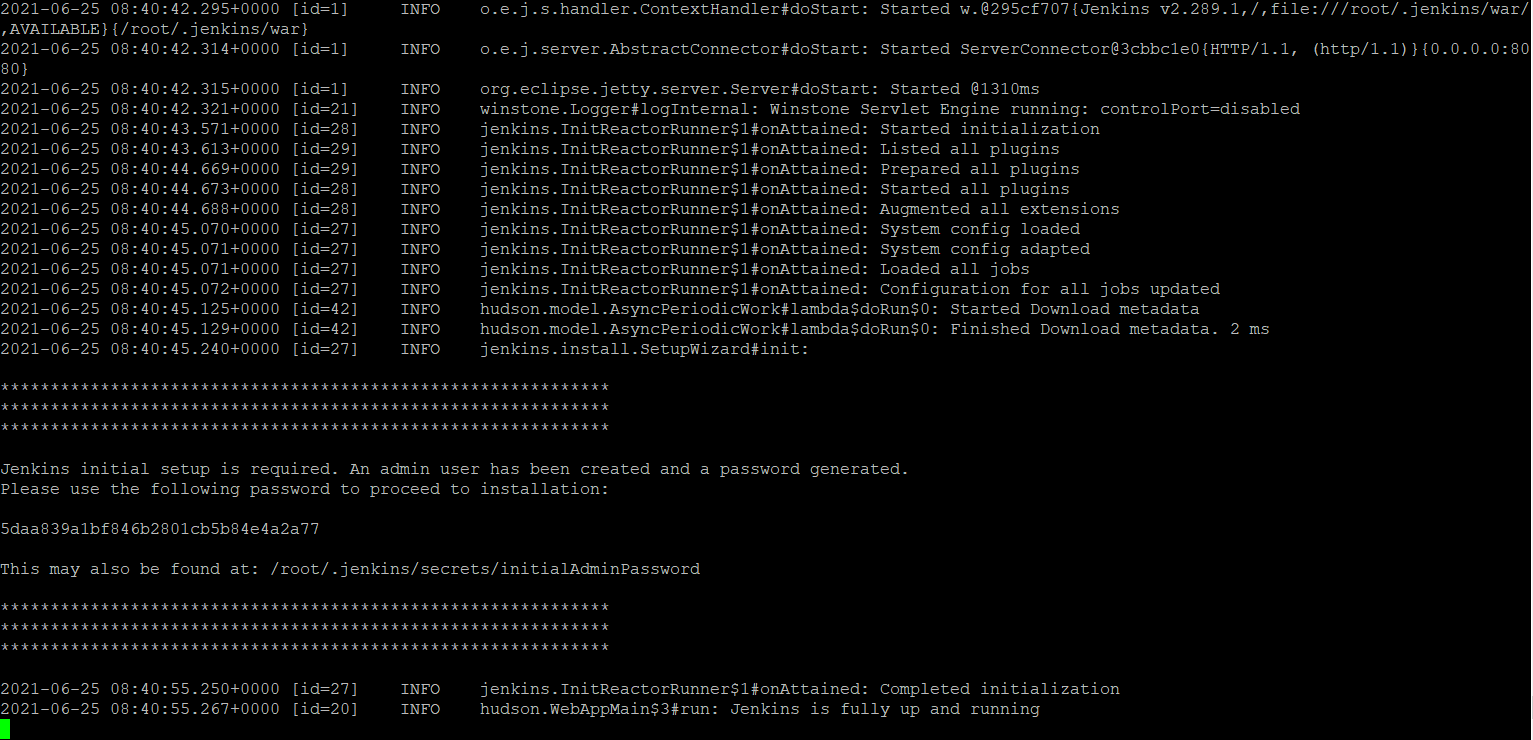 2021-06-25 08:40:42.295+0000 [id=1]     INFO    o.e.j.s.handler.ContextHandler#doStart: Started w.@295cf707{Jenkins v2.289.1,/,file:///root/.jenkins/war/
,AVAILABLE}{/root/.jenkins/war}
2021-06-25 08:40:42.314+0000 [id=1]     INFO    o.e.j.server.AbstractConnector#doStart: Started ServerConnector@3cbbc1e0{HTTP/1.1, (http/1.1)}{0.0.0.0:80
80}
2021-06-25 08:40:42.315+0000 [id=1]     INFO    org.eclipse.jetty.server.Server#doStart: Started @1310ms
2021-06-25 08:40:42.321+0000 [id=21]    INFO    winstone.Logger#logInternal: Winstone Servlet Engine running: controlPort=disabled
2021-06-25 08:40:43.571+0000 [id=28]    INFO    jenkins.InitReactorRunner$1#onAttained: Started initialization
2021-06-25 08:40:43.613+0000 [id=29]    INFO    jenkins.InitReactorRunner$1#onAttained: Listed all plugins
2021-06-25 08:40:44.669+0000 [id=29]    INFO    jenkins.InitReactorRunner$1#onAttained: Prepared all plugins
2021-06-25 08:40:44.673+0000 [id=28]    INFO    jenkins.InitReactorRunner$1#onAttained: Started all plugins
2021-06-25 08:40:44.688+0000 [id=28]    INFO    jenkins.InitReactorRunner$1#onAttained: Augmented all extensions
2021-06-25 08:40:45.070+0000 [id=27]    INFO    jenkins.InitReactorRunner$1#onAttained: System config loaded
2021-06-25 08:40:45.071+0000 [id=27]    INFO    jenkins.InitReactorRunner$1#onAttained: System config adapted
2021-06-25 08:40:45.071+0000 [id=27]    INFO    jenkins.InitReactorRunner$1#onAttained: Loaded all jobs
2021-06-25 08:40:45.072+0000 [id=27]    INFO    jenkins.InitReactorRunner$1#onAttained: Configuration for all jobs updated
2021-06-25 08:40:45.125+0000 [id=42]    INFO    hudson.model.AsyncPeriodicWork#lambda$doRun$0: Started Download metadata
2021-06-25 08:40:45.129+0000 [id=42]    INFO    hudson.model.AsyncPeriodicWork#lambda$doRun$0: Finished Download metadata. 2 ms
2021-06-25 08:40:45.240+0000 [id=27]    INFO    jenkins.install.SetupWizard#init:
*************************************************************
*************************************************************
*************************************************************
Jenkins initial setup is required. An admin user has been created and a password generated.
Please use the following password to proceed to installation:
5daa839a1bf846b2801cb5b84e4a2a77
This may also be found at: /root/.jenkins/secrets/initialAdminPassword
*************************************************************
*************************************************************
*************************************************************
2021-06-25 08:40:55.250+0000 [id=27]    INFO    jenkins.InitReactorRunner$1#onAttained: Completed initialization
2021-06-25 08:40:55.267+0000 [id=20]    INFO    hudson.WebAppMain$3#run: Jenkins is fully up and running